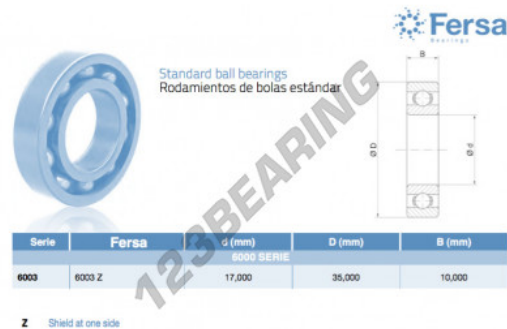 Fersa
Bearings
Standard ball bearings
Rodamientos de bolas estándar
B
Ø D
Ø d
123BEARING
Serie Fersa d (mm) D (mm) B (mm)
6000 SERIE
6003 6003 Z 17,000 35,000 10,000
Z Shield at one side